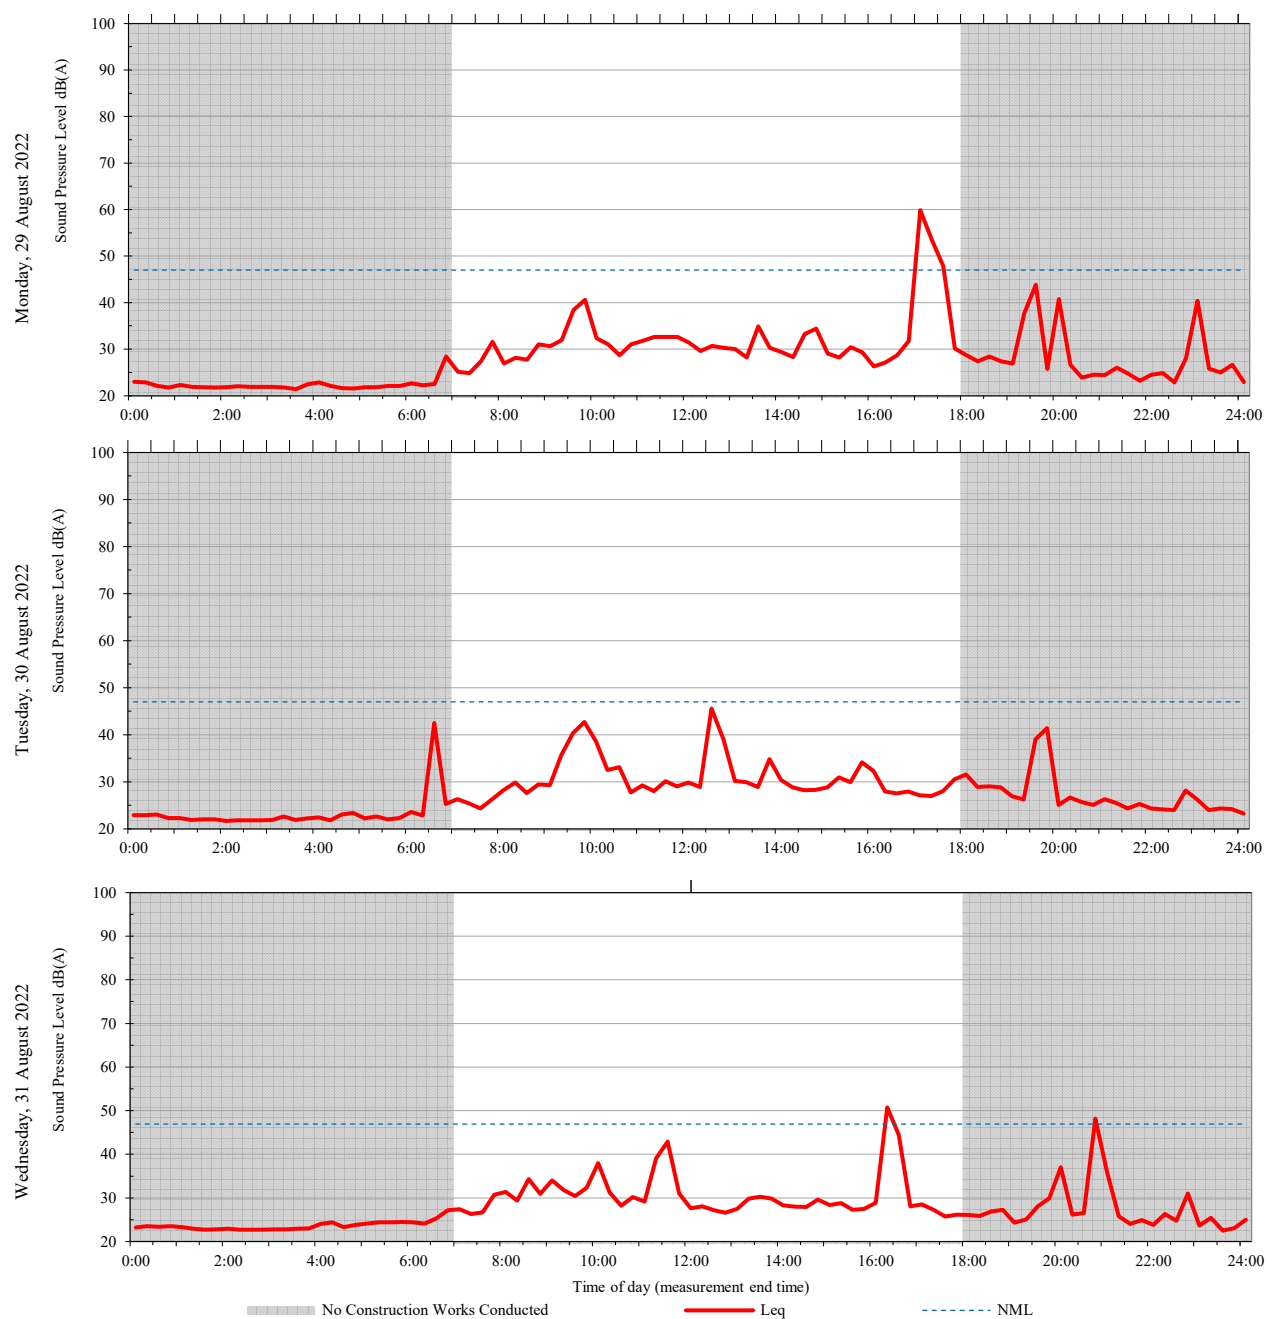 Monday, 29 August 2022
Sound Pressure Level dB(A)
100
90
80
70
60
50
40
30
20
0:00 2:00 4:00 6:00 8:00 10:00 12:00 14:00 16:00 18:00 20:00 22:00 24:00
Tuesday, 30 August 2022
Sound Pressure Level dB(A)
100
90
80
70
60
50
40
30
20
0:00 2:00 4:00 6:00 8:00 10:00 12:00 14:00 16:00 18:00 20:00 22:00 24:00
Wednesday, 31 August 2022
Sound Pressure Level dB(A)
100
90
80
70
60
50
40
30
20
0:00 2:00 4:00 6:00 8:00 10:00 12:00 14:00 16:00 18:00 20:00 22:00 24:00
Time of day (measurement end time)
No Construction Works Conducted Leq NML